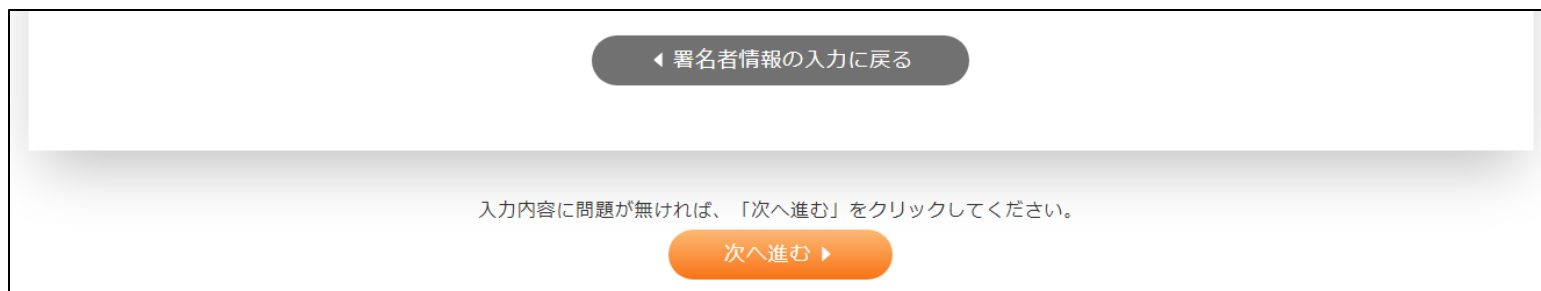 署名者情報の入力に戻る
入力内容に問題が無ければ、「次へ進む」をクリックしてください。
次へ進む